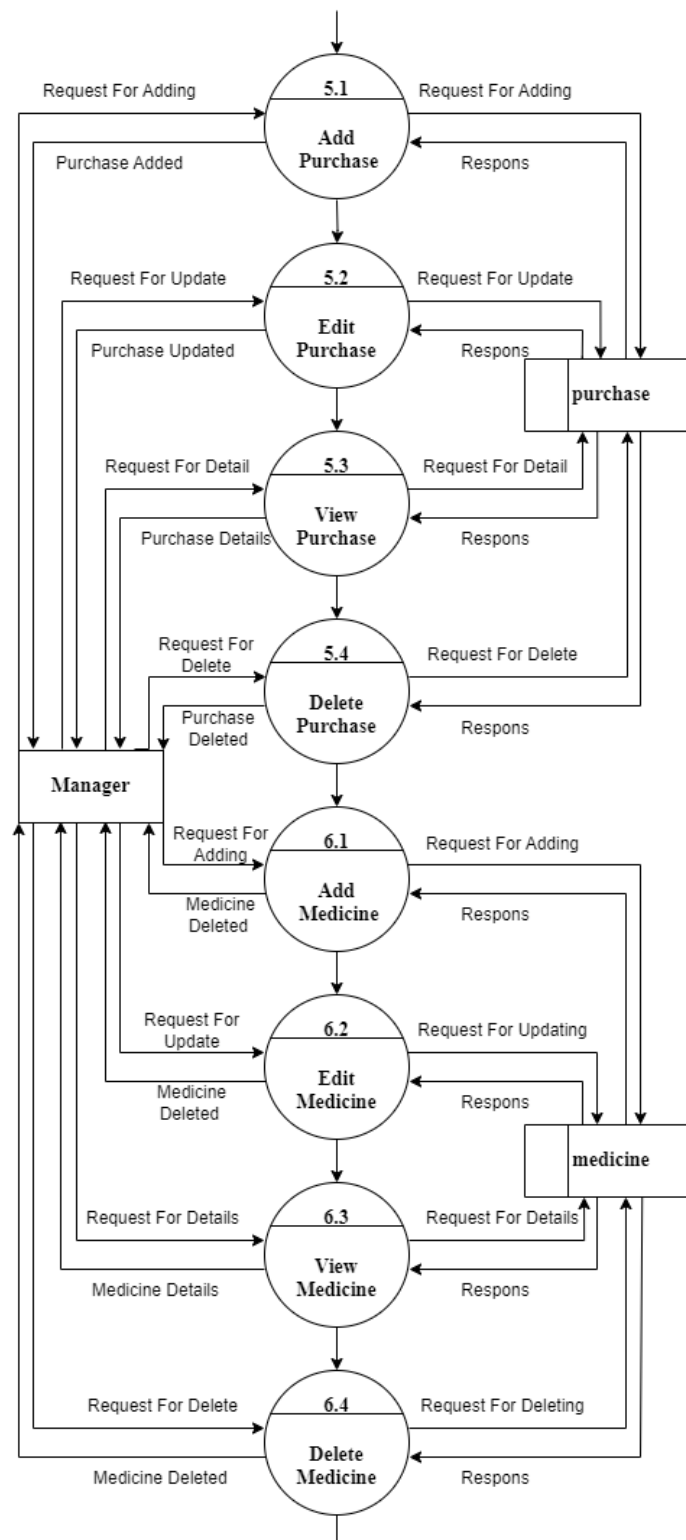 5.1
Request For Adding
Request For Adding
Add
Purchase
Purchase Added
Respons
5.2
Request For Update
Request For Update
Edit
Purchase
Purchase Updated
Respons
purchase
5.3
Request For Detail
Request For Detail
View
Purchase
Purchase Details
Respons
Request For
Delete
5.4
Request For Delete
Delete
Purchase
Purchase
Deleted
Respons
Manager
Request For
Adding
6.1
Request For Adding
Add
Medicine
Medicine
Deleted
Respons
Request For
Update
6.2
Request For Updating
Edit
Medicine
Medicine
Deleted
Respons
medicine
Request For Details
6.3
Request For Details
View
Medicine
Medicine Details
Respons
Request For Delete
6.4
Request For Deleting
Delete
Medicine
Medicine Deleted
Respons